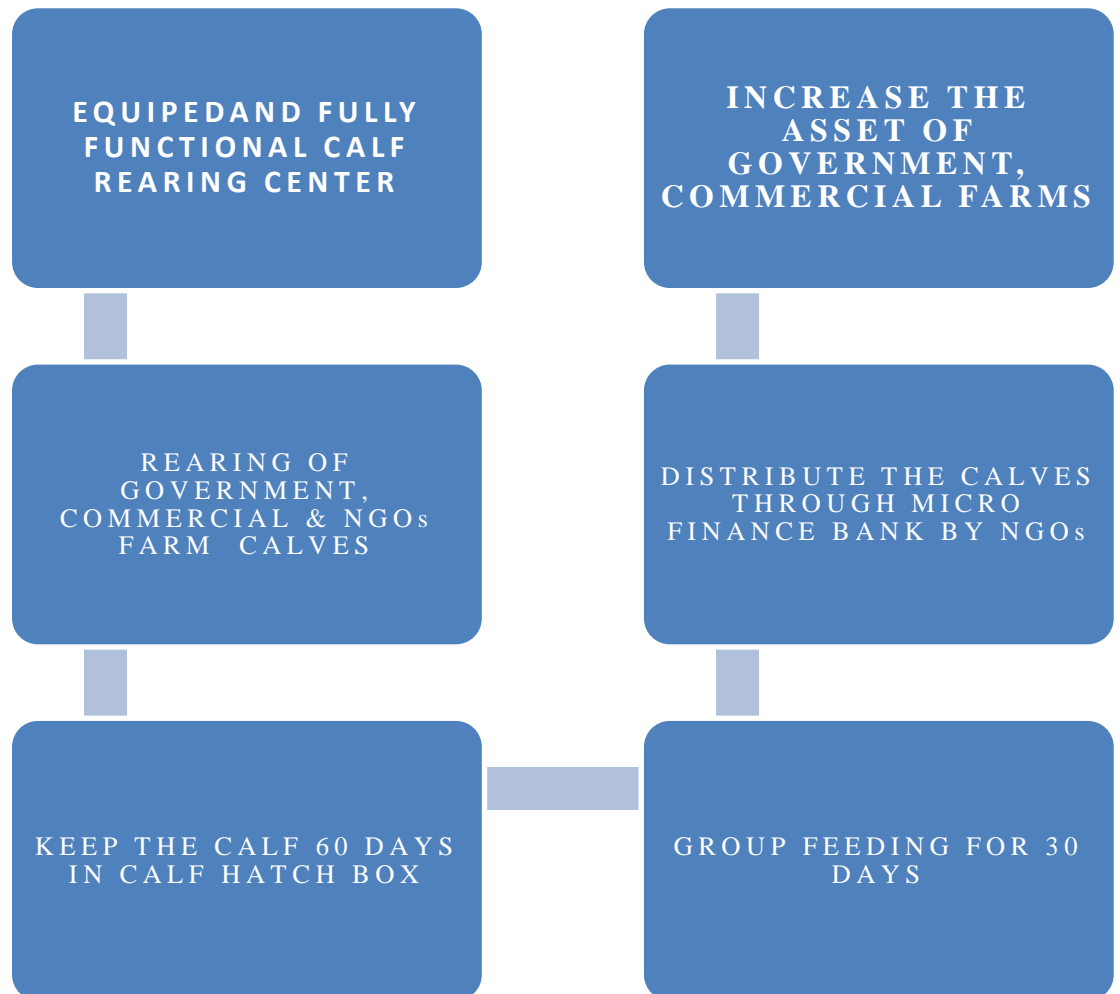 EQUIPEDAND FULLY
FUNCTIONAL CALF
REARING CENTER
REARING OF
GOVERNMENT,
COMMERCIAL & NGOs
FARM CALVES
KEEP THE CALF 60 DAYS
IN CALF HATCH BOX
GROUP FEEDING FOR 30
DAYS
DISTRIBUTE THE CALVES
THROUGH MICRO
FINANCE BANK BY NGOs
INCREASE THE
ASSET OF
GOVERNMENT,
COMMERCIAL FARMS